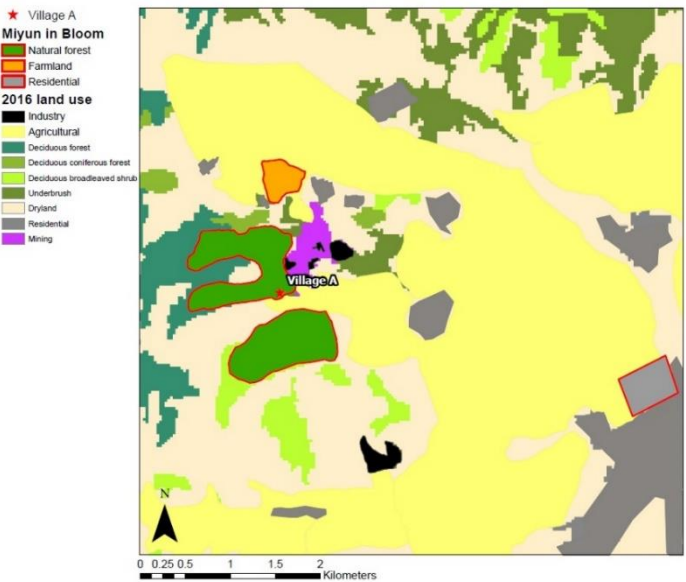 Village A
Miyun in Bloom
Natural forest
Farmland
Residential
2016 land use
Industry
Agricultural
Deciduous forest
Deciduous coniferous forest
Deciduous broadleaved shrub
Underbrush
Dryland
Residential
Mining
Village A
N
0 0.25 0.5 1 1.5 2
Kilometers